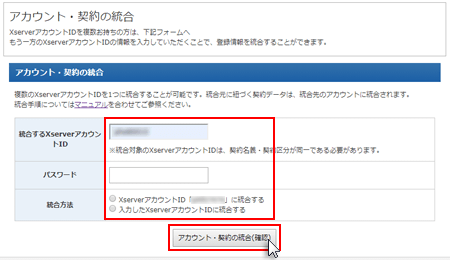 アカウント・契約の統合
XserverアカウントIDを複数お持ちの方は、下記フォームへ
もう一方のXserverアカウントIDの情報を入力していただくことで、登録情報を統合することができます。
アカウント・契約の統合
複数のXserverアカウントIDを1つに統合することが可能です。統合元に紐づく契約データは、統合先のアカウントに統合されます。
統合手順についてはマニュアルを合わせてご参照ください。
統合するXserverアカウントID
※統合対象のXserverアカウントIDは、契約名義・契約区分が同一である必要があります。
パスワード
統合方法
XserverアカウントID「」に統合する
入力したXserverアカウントIDに統合する
アカウント・契約の統合(確認)